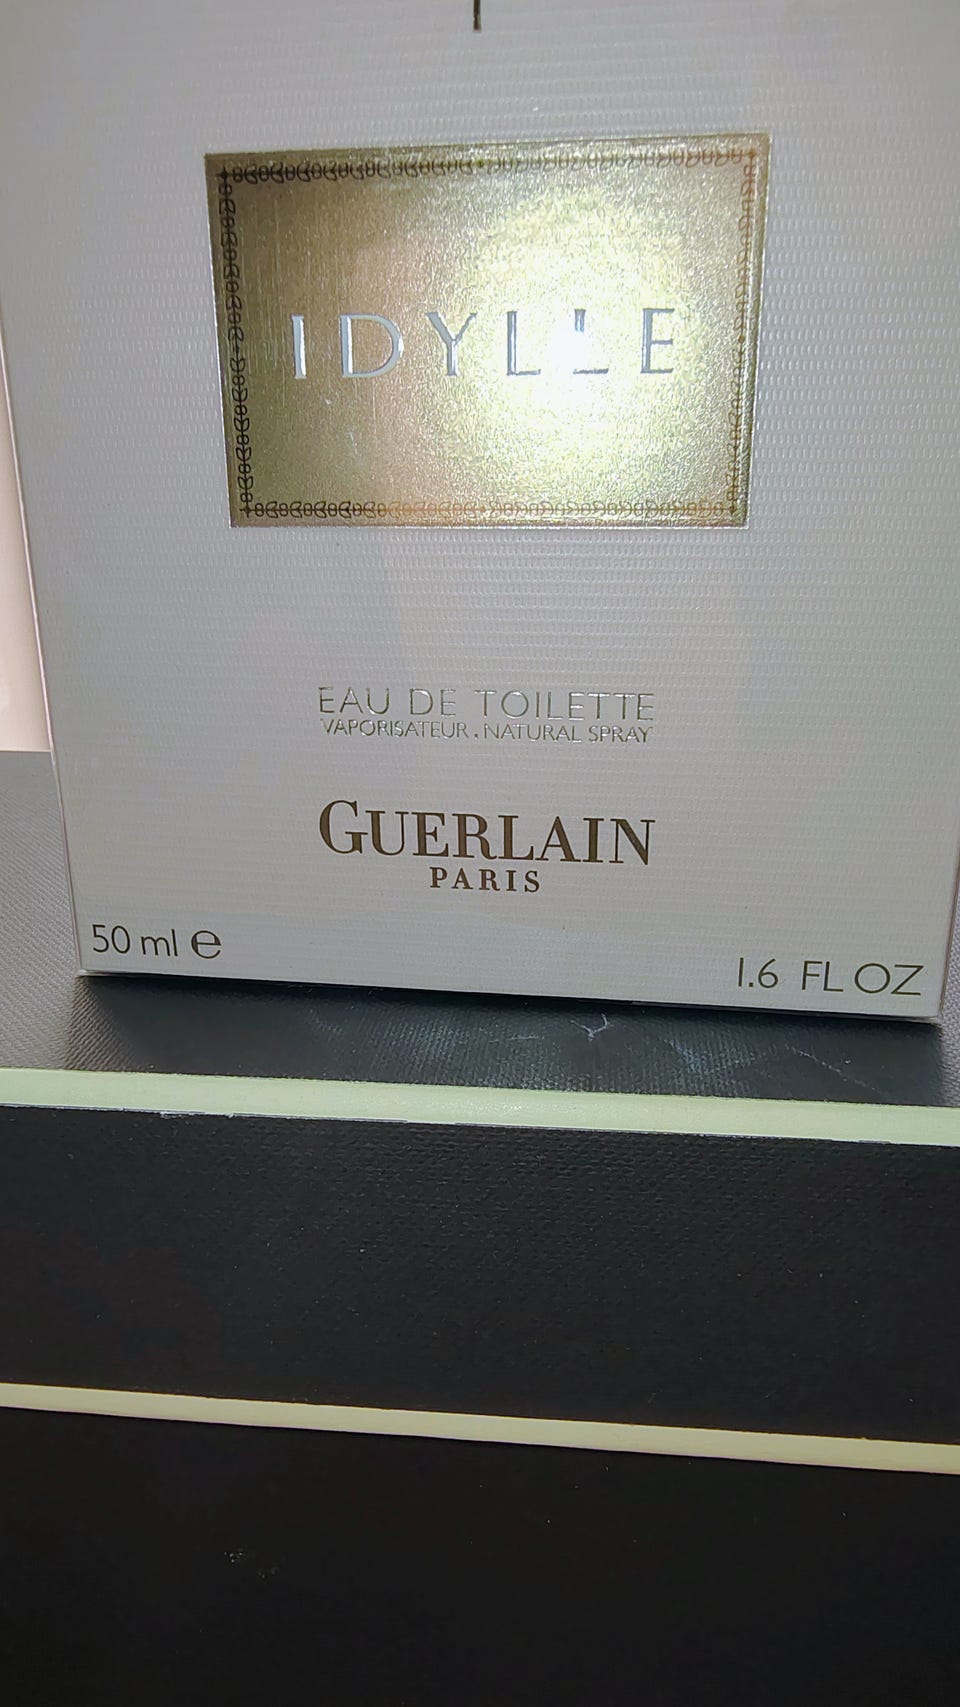 IDYLLE
EAU DE TOILETTE
VAPORISATEUR . NATURAL SPRAY
GUERLAIN
PARIS
50 ml ℮
1.6 FL OZ